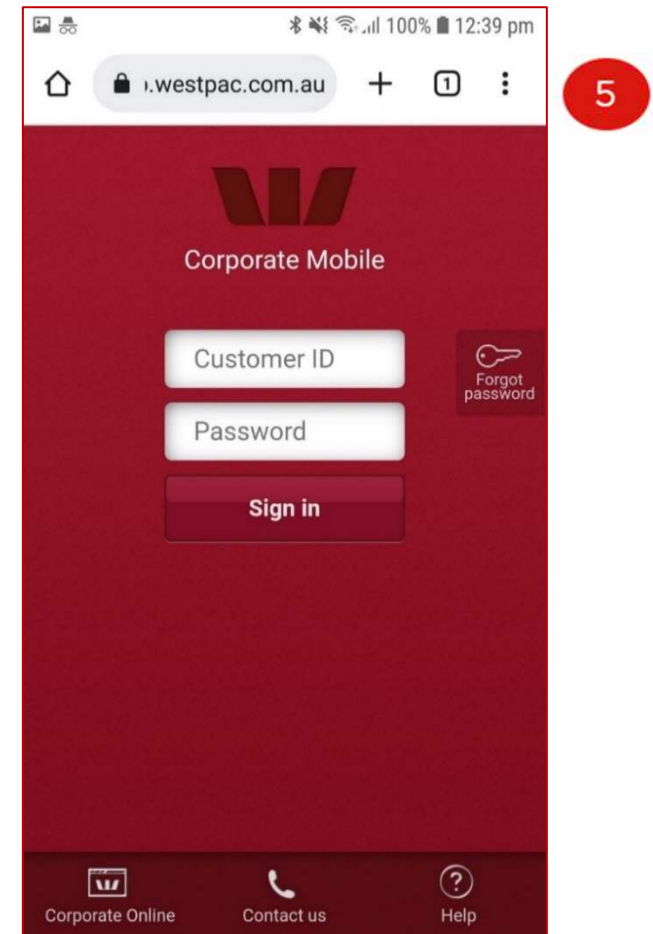 100% 12:39 pm
).westpac.com.au
1
5
Corporate Mobile
Customer ID
Forgot
password
Password
Sign in
Corporate Online Contact us Help